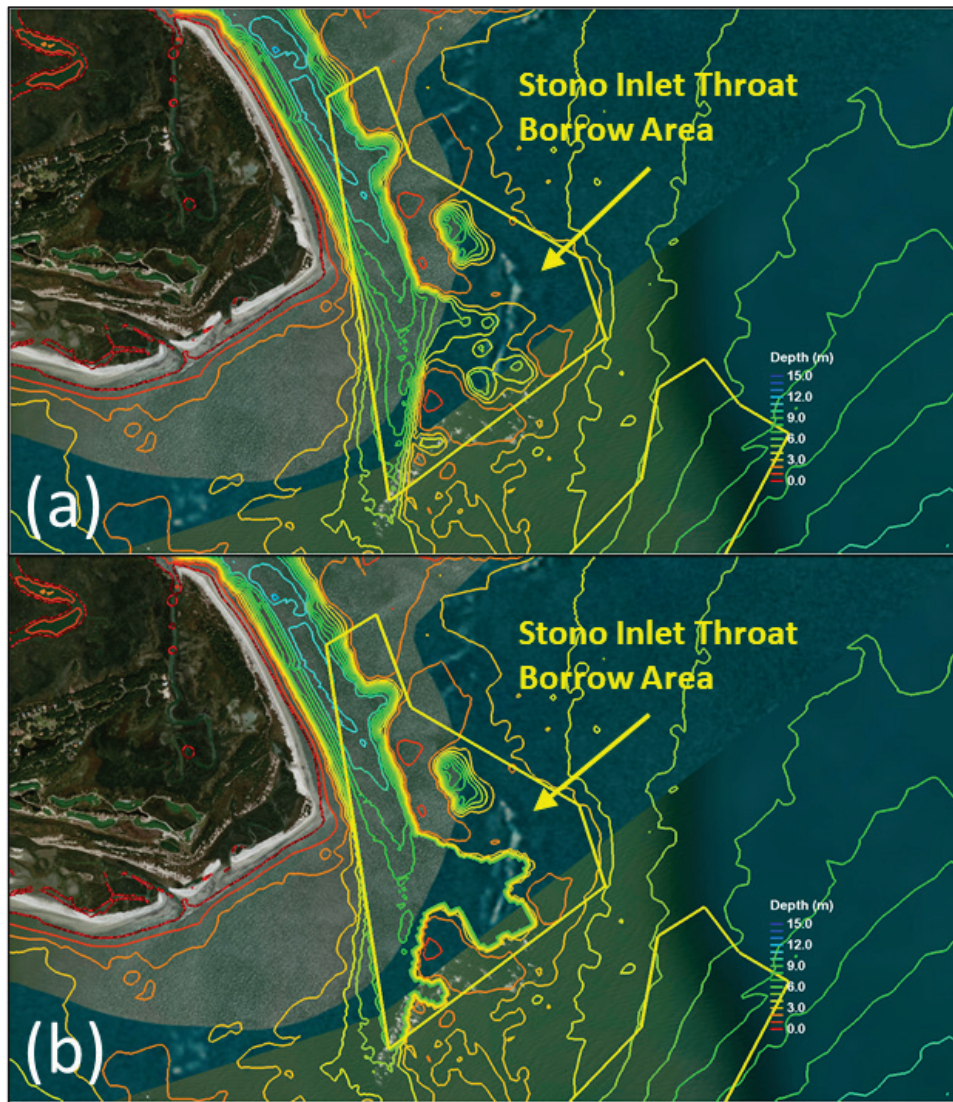 Stono Inlet Throat
Borrow Area
Depth (m)
15.0
12.0
9.0
6.0
3.0
0.0
(a)
Stono Inlet Throat
Borrow Area
Depth (m)
15.0
12.0
9.0
6.0
3.0
0.0
(b)